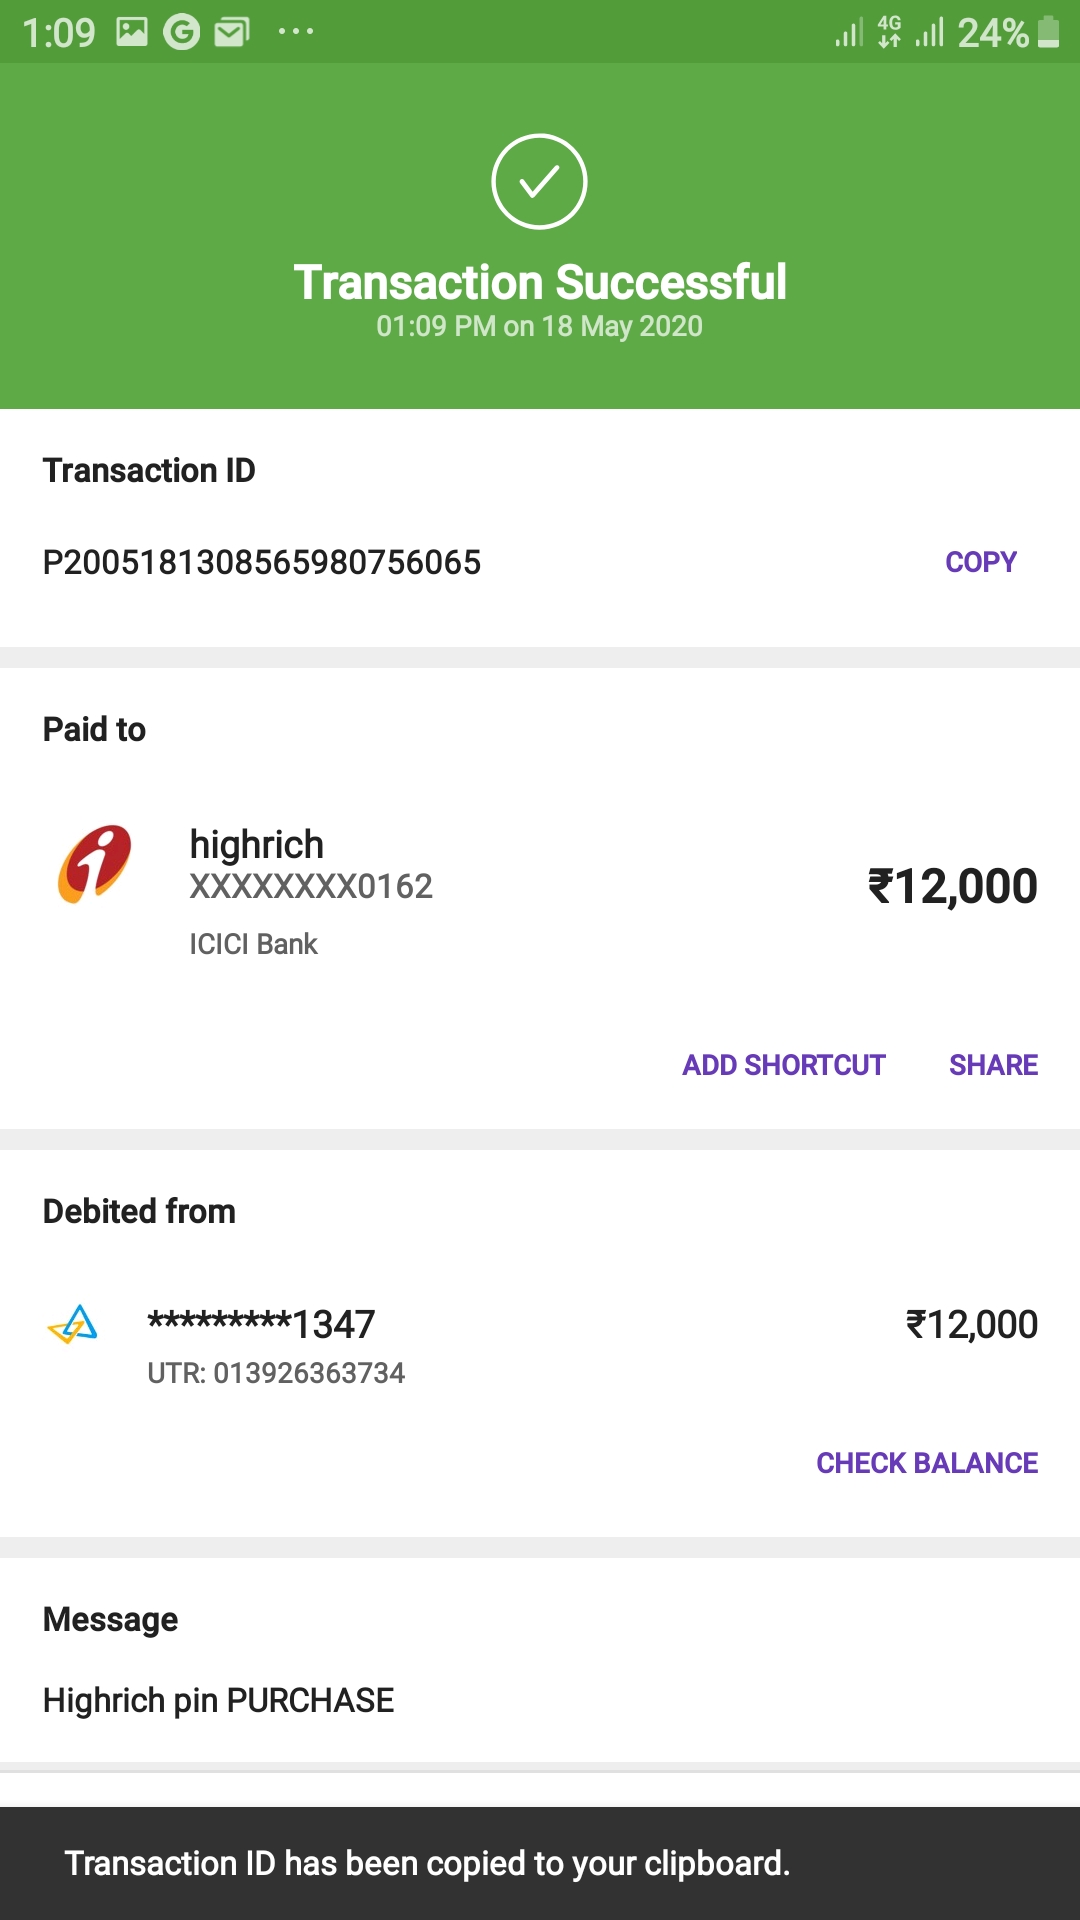 1:09 G ... 4G 24%
Transaction Successful
01:09 PM on 18 May 2020
Transaction ID
P2005181308565980756065 COPY
Paid to
highrich
XXXXXXXX0162 ₹12,000
ICICI Bank
ADD SHORTCUT SHARE
Debited from
*********1347 ₹12,000
UTR: 013926363734
CHECK BALANCE
Message
Highrich pin PURCHASE
Transaction ID has been copied to your clipboard.